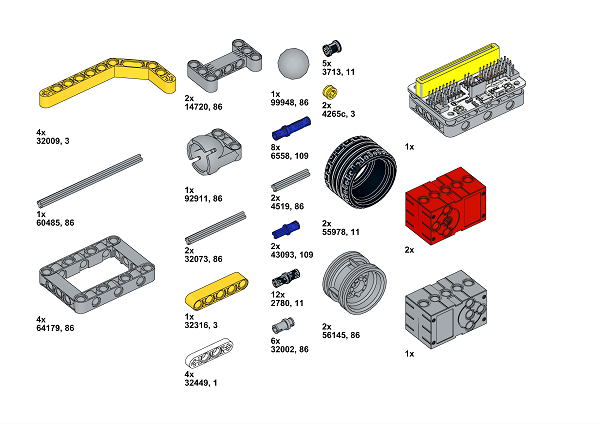 4x
32009, 3
1x
60485, 86
4x
64179, 86
2x
14720, 86
1x
92911, 86
2x
32073, 86
1x
32316, 3
4x
32449, 1
1x
99948, 86
8x
6558, 109
2x
4519, 86
2x
43093, 109
12x
2780, 11
6x
32002, 86
5x
3713, 11
2x
4265c, 3
2x
55978, 11
2x
56145, 86
1x
2x
1x